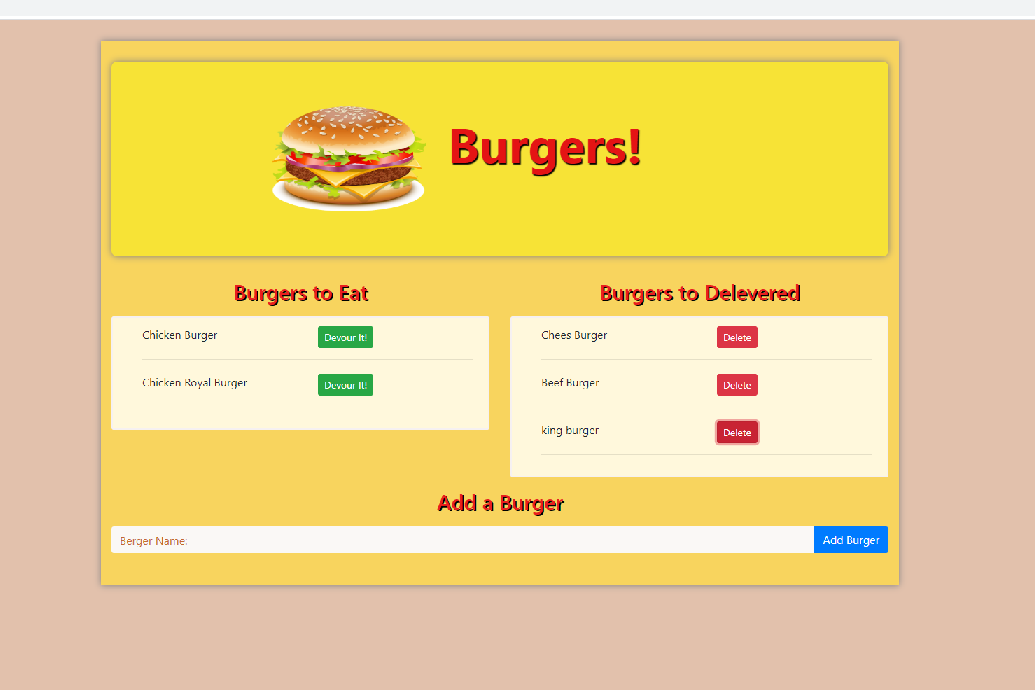 Burgers!
Burgers to Eat
Chicken Burger Devour It!
Chicken Royal Burger Devour It!
Burgers to Delevered
Chees Burger Delete
Beef Burger Delete
king burger Delete
Add a Burger
Berger Name: Add Burger